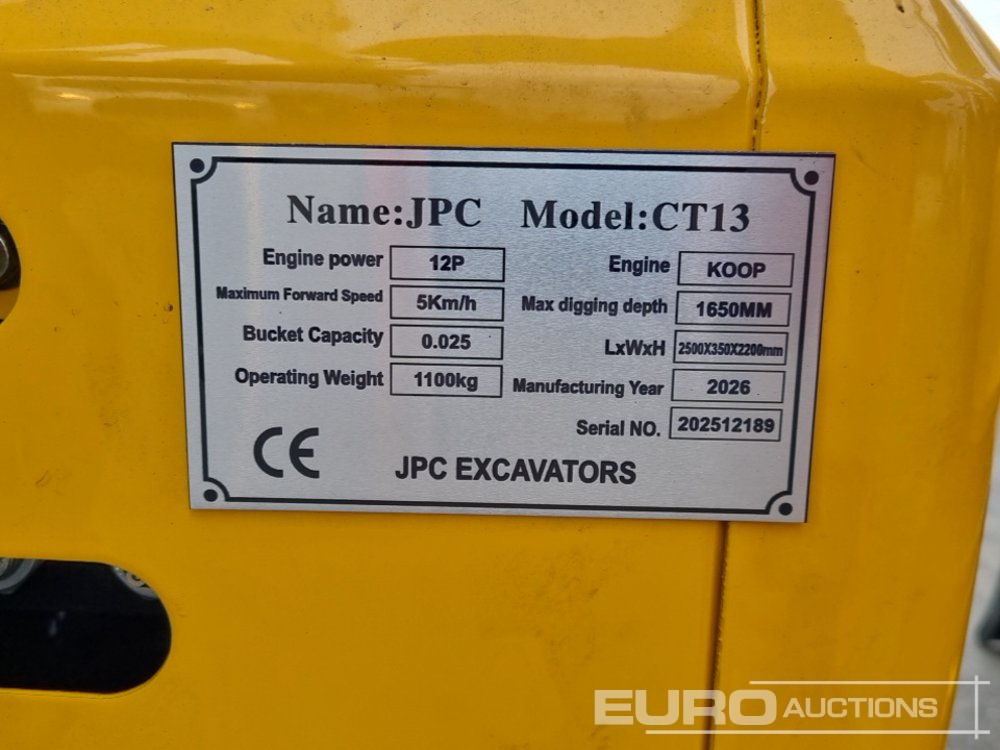 Name:JPC Model:CT13
Engine power 12P Engine KOOP
Maximum Forward Speed 5Km/h Max digging depth 1650MM
Bucket Capacity 0.025 LxWxH 2500X350X2200mm
Operating Weight 1100kg Manufacturing Year 2026
Serial NO. 202512189
CE JPC EXCAVATORS
EURO AUCTIONS